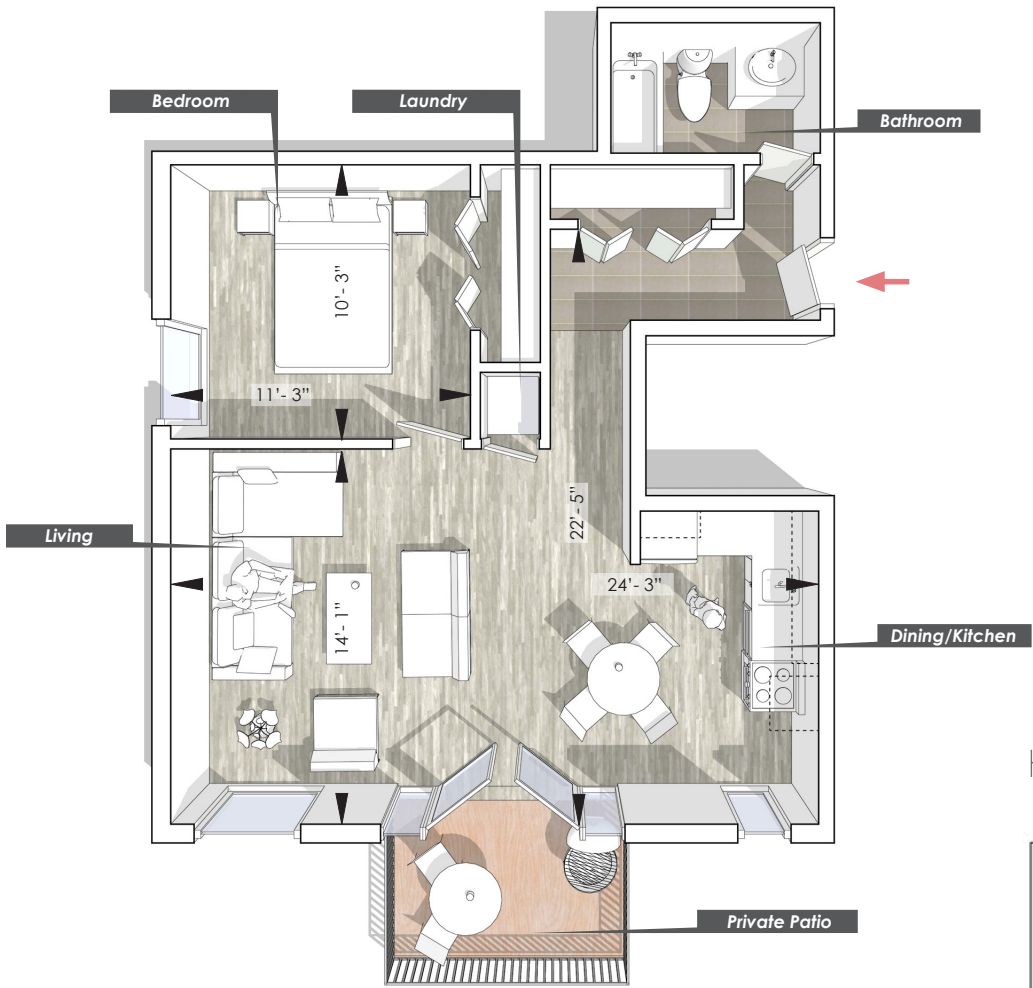 Bedroom
Laundry
Bathroom
10'- 3"
11'- 3"
22'- 5"
Living
24'- 3"
14'- 1"
Dining/Kitchen
Private Patio